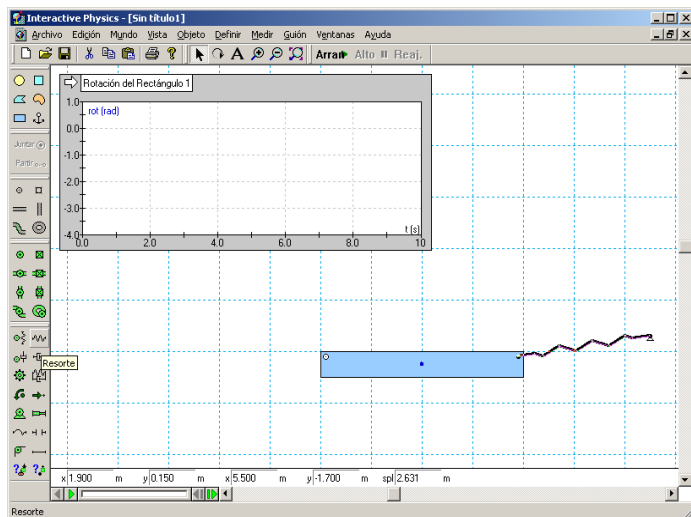 Interactive Physics - [Sin título1]
Archivo Edición Mundo Vista Objeto Definir Medir Guión Ventanas Ayuda
A Arran Alto Reaj.
Rotación del Rectángulo 1
rot (rad)
1.0
0.0
-1.0
-2.0
-3.0
-4.0
0.0 2.0 4.0 6.0 8.0 10
t (s)
Juntar
Partir
Resorte
x 1.900 m y 0.150 m x 5.500 m y -1.700 m spl 2.631 m
Resorte